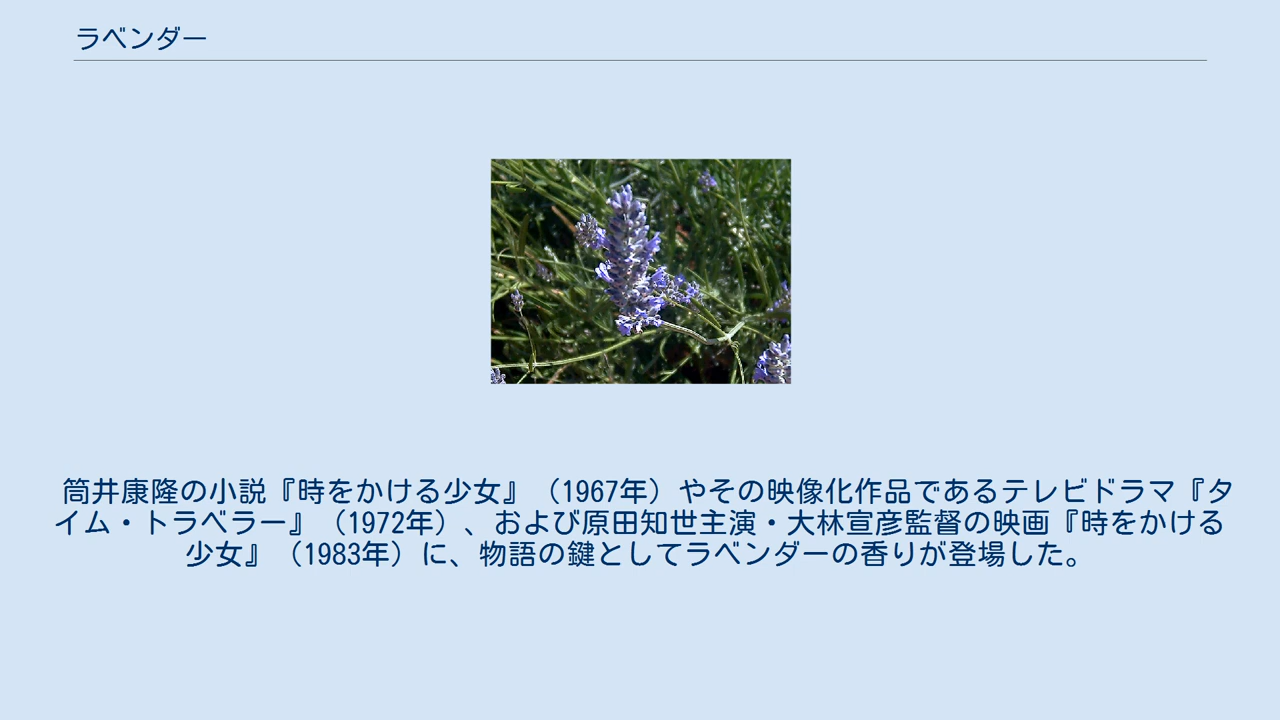 ラベンダー
筒井康隆の小説『時をかける少女』（1967年）やその映像化作品であるテレビドラマ『タ
イム・トラベラー』（1972年）、および原田知世主演・大林宣彦監督の映画『時をかける
少女』（1983年）に、物語の鍵としてラベンダーの香りが登場した。